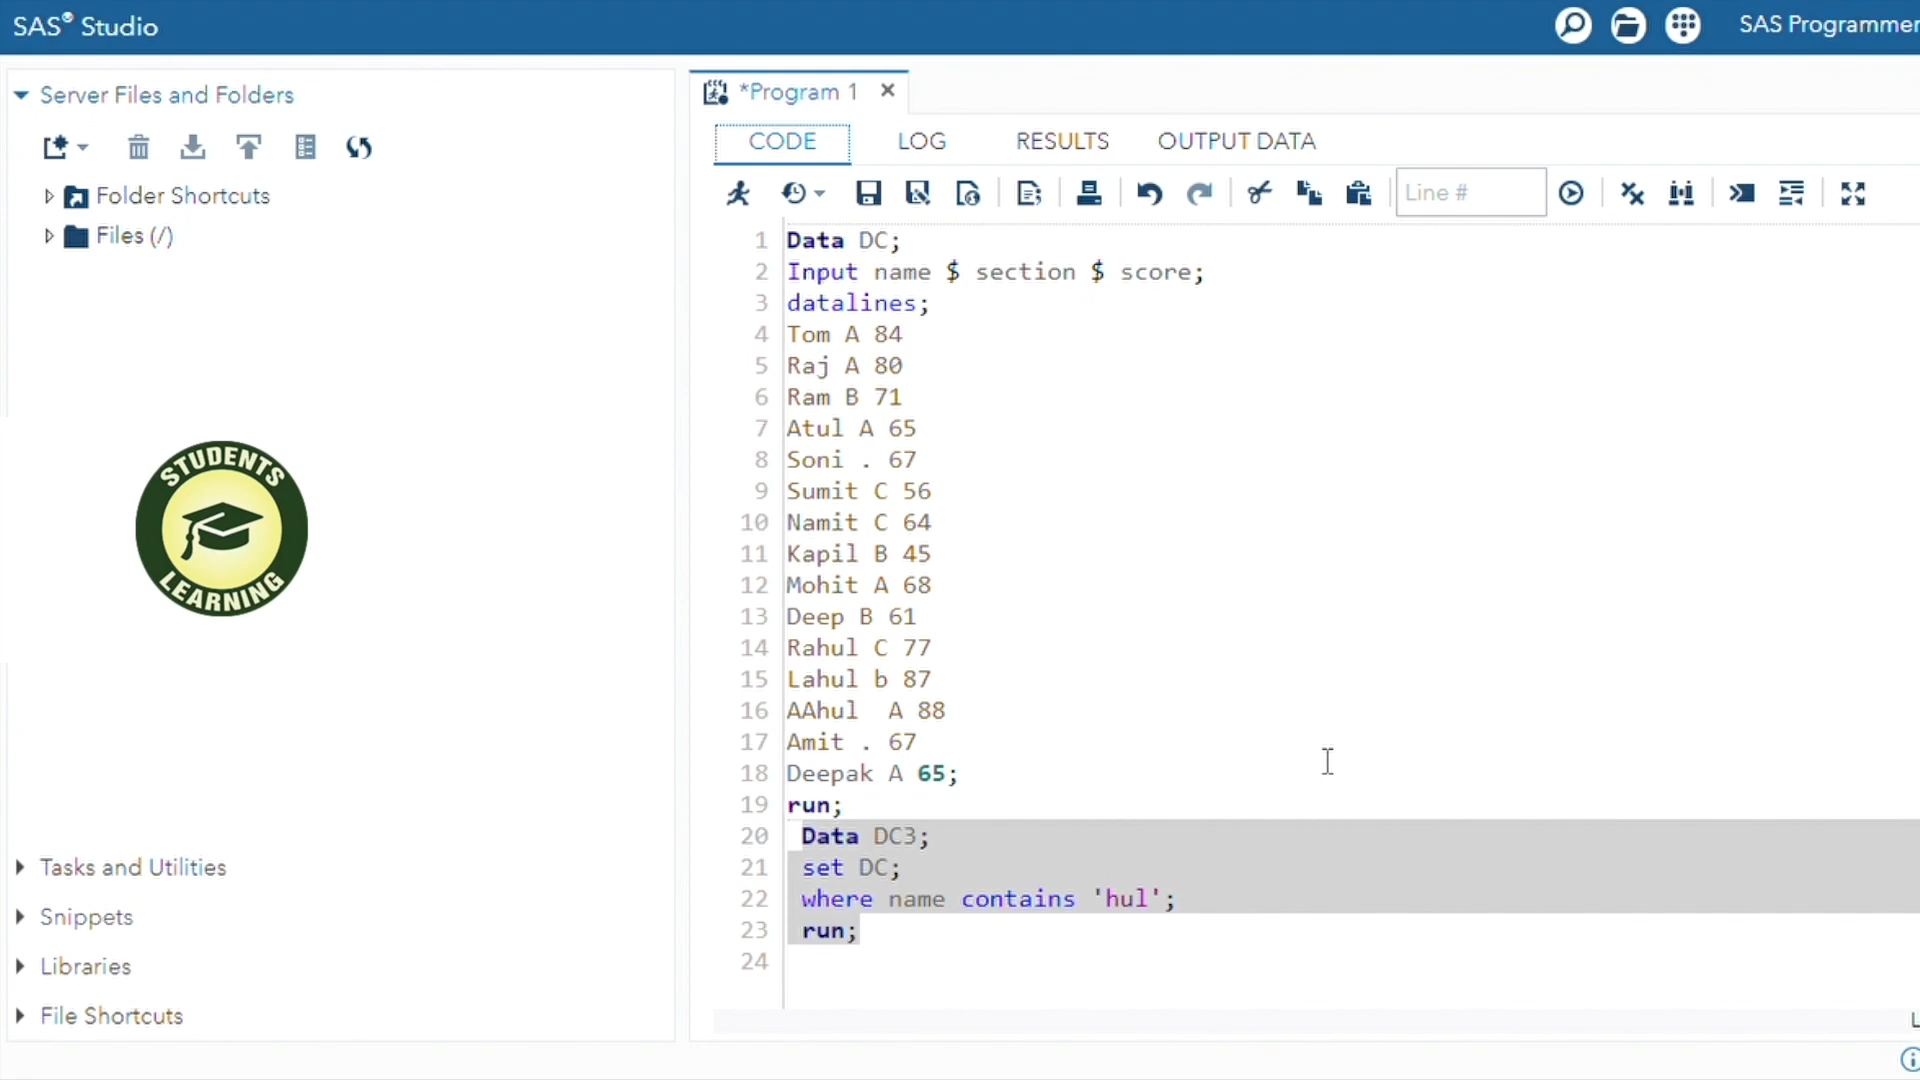 SAS® Studio
SAS Programmer
Server Files and Folders
Folder Shortcuts
Files (/)
STUDENTS
LEARNING
Tasks and Utilities
Snippets
Libraries
File Shortcuts
*Program 1
CODE LOG RESULTS OUTPUT DATA
Line #
1 Data DC;
2 Input name $ section $ score;
3 datalines;
4 Tom A 84
5 Raj A 80
6 Ram B 71
7 Atul A 65
8 Soni . 67
9 Sumit C 56
10 Namit C 64
11 Kapil B 45
12 Mohit A 68
13 Deep B 61
14 Rahul C 77
15 Lahul b 87
16 AAhul  A 88
17 Amit . 67
18 Deepak A 65;
19 run;
20 Data DC3;
21 set DC;
22 where name contains 'hul';
23 run;
24